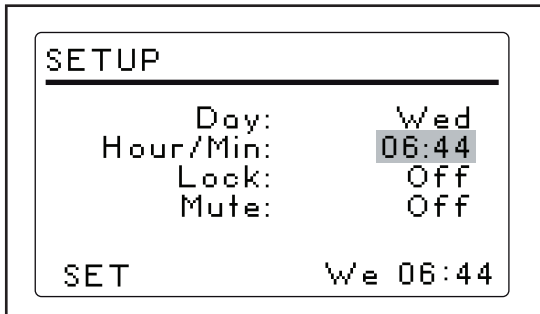 SETUP
Day: Wed
Hour/Min: 06:44
Lock: Off
Mute: Off
SET We 06:44